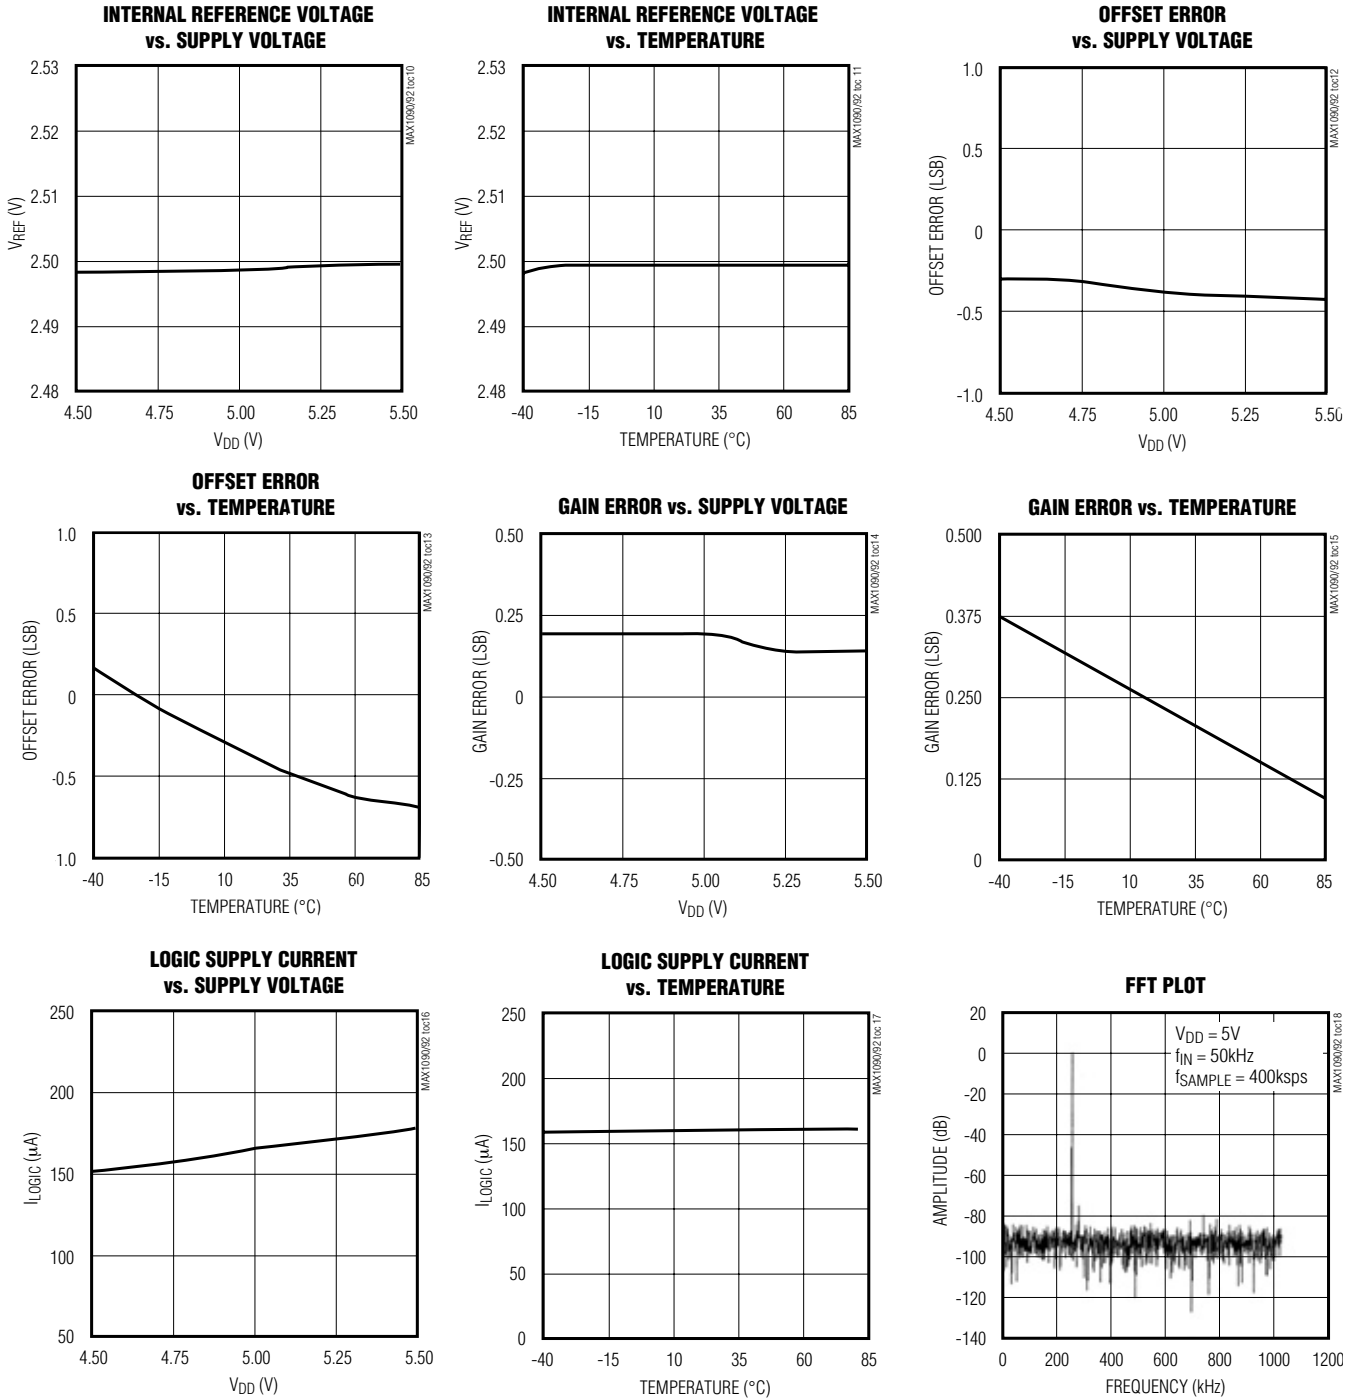 INTERNAL REFERENCE VOLTAGE
vs. SUPPLY VOLTAGE
2.53
2.52
2.51
2.50
2.49
2.48
VREF (V)
4.50 4.75 5.00 5.25 5.50
VDD (V)
MAX1090/92 toc10
INTERNAL REFERENCE VOLTAGE
vs. TEMPERATURE
2.53
2.52
2.51
2.50
2.49
2.48
VREF (V)
-40 -15 10 35 60 85
TEMPERATURE (°C)
MAX1090/92 toc 11
OFFSET ERROR
vs. SUPPLY VOLTAGE
1.0
0.5
0
-0.5
-1.0
OFFSET ERROR (LSB)
4.50 4.75 5.00 5.25 5.50
VDD (V)
MAX1090/92 toc12
OFFSET ERROR
vs. TEMPERATURE
1.0
0.5
0
-0.5
1.0
OFFSET ERROR (LSB)
-40 -15 10 35 60 85
TEMPERATURE (°C)
MAX1090/92 toc13
GAIN ERROR vs. SUPPLY VOLTAGE
0.50
0.25
0
-0.25
-0.50
GAIN ERROR (LSB)
4.50 4.75 5.00 5.25 5.50
VDD (V)
MAX1090/92 toc14
GAIN ERROR vs. TEMPERATURE
0.500
0.375
0.250
0.125
0
GAIN ERROR (LSB)
-40 -15 10 35 60 85
TEMPERATURE (°C)
MAX1090/92 toc15
LOGIC SUPPLY CURRENT
vs. SUPPLY VOLTAGE
250
200
150
100
50
ILOGIC (µA)
4.50 4.75 5.00 5.25 5.50
VDD (V)
MAX1090/92 toc16
LOGIC SUPPLY CURRENT
vs. TEMPERATURE
250
200
150
100
50
0
ILOGIC (µA)
-40 -15 10 35 60 85
TEMPERATURE (°C)
MAX1090/92 toc 17
FFT PLOT
20
0
-20
-40
-60
-80
-100
-120
-140
AMPLITUDE (dB)
VDD = 5V
fIN = 50kHz
fSAMPLE = 400ksps
0 200 400 600 800 1000 1200
FREQUENCY (kHz)
MAX1090/92 toc18